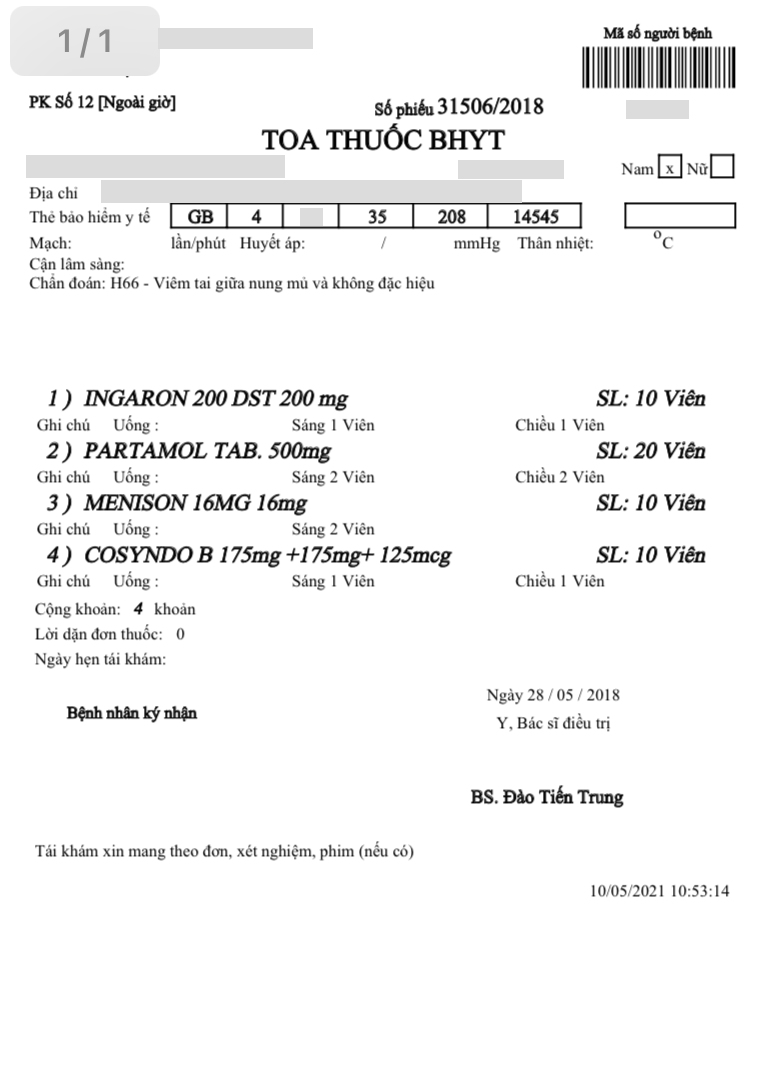 1/1
Mã số người bệnh
PK Số 12 [Ngoài giờ]
Số phiếu 31506/2018
TOA THUỐC BHYT
Nam x Nữ
Địa chỉ
Thẻ bảo hiểm y tế GB 4 35 208 14545
Mạch: lần/phút Huyết áp: / mmHg Thân nhiệt: °C
Cận lâm sàng:
Chẩn đoán: H66 - Viêm tai giữa nung mủ và không đặc hiệu
1 ) INGARON 200 DST 200 mg SL: 10 Viên
Ghi chú Uống : Sáng 1 Viên Chiều 1 Viên
2 ) PARTAMOL TAB. 500mg SL: 20 Viên
Ghi chú Uống : Sáng 2 Viên Chiều 2 Viên
3 ) MENISON 16MG 16mg SL: 10 Viên
Ghi chú Uống : Sáng 2 Viên
4 ) COSYNDO B 175mg +175mg+ 125mcg SL: 10 Viên
Ghi chú Uống : Sáng 1 Viên Chiều 1 Viên
Cộng khoản: 4 khoản
Lời dặn đơn thuốc: 0
Ngày hẹn tái khám:
Ngày 28 / 05 / 2018
Bệnh nhân ký nhận
Y, Bác sĩ điều trị
BS. Đào Tiến Trung
Tái khám xin mang theo đơn, xét nghiệm, phim (nếu có)
10/05/2021 10:53:14